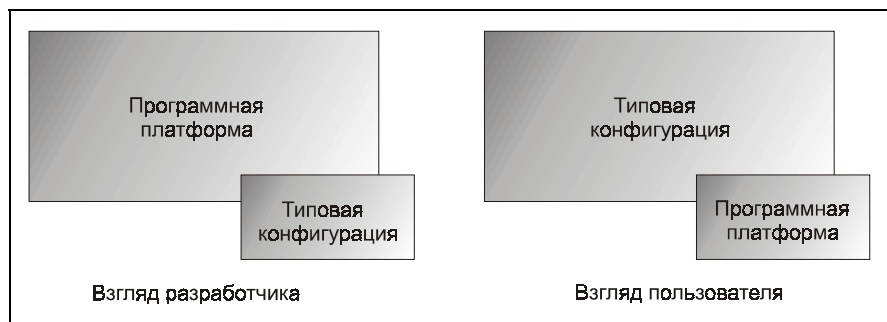 Программная
платформа
Типовая
конфигурация
Взгляд разработчика
Типовая
конфигурация
Программная
платформа
Взгляд пользователя